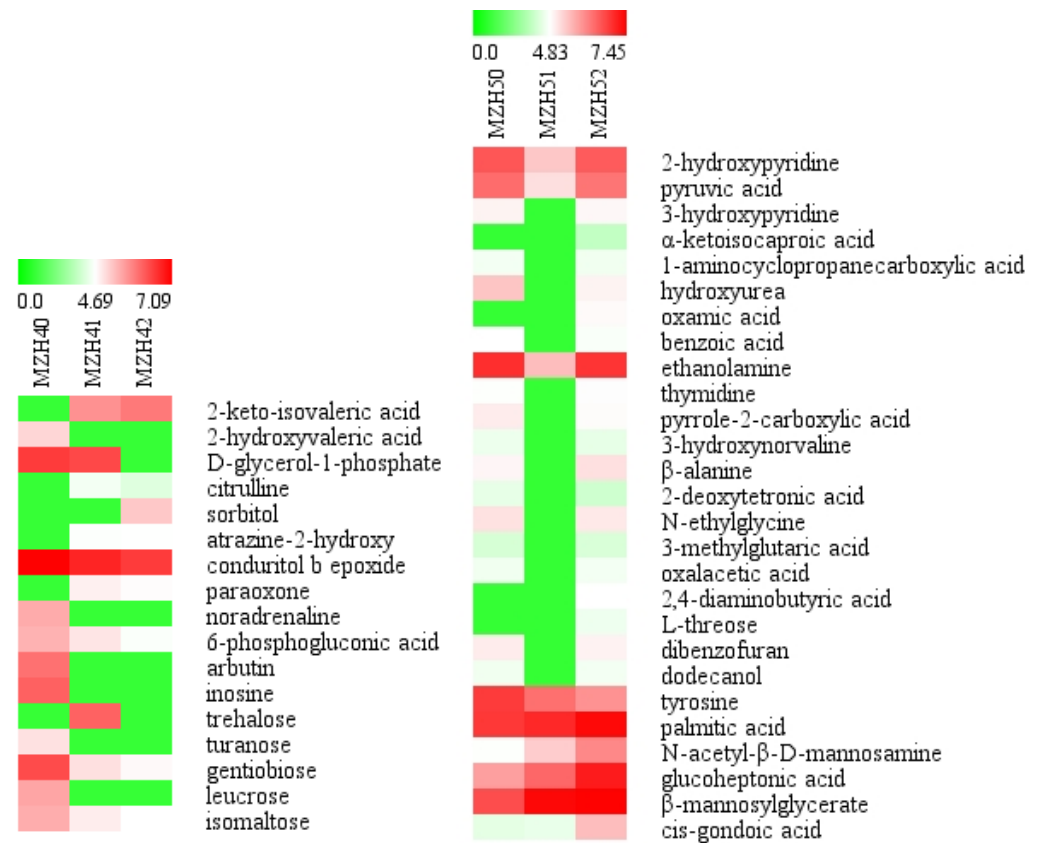 0.0 4.69 7.09
MZH40 MZH41 MZH42
2-keto-isovaleric acid
2-hydroxyvaleric acid
D-glycerol-1-phosphate
citrulline
sorbitol
atrazine-2-hydroxy
conduritol b epoxide
paraoxone
noradrenaline
6-phosphogluconic acid
arbutin
inosine
trehalose
turanose
gentiobiose
leucrose
isomaltose
0.0 4.83 7.45
MZH50 MZH51 MZH52
2-hydroxypyridine
pyruvic acid
3-hydroxypyridine
α-ketoisocaproic acid
1-aminocyclopropanecarboxylic acid
hydroxyurea
oxamic acid
benzoic acid
ethanolamine
thymidine
pyrrole-2-carboxylic acid
3-hydroxynorvaline
β-alanine
2-deoxytetronic acid
N-ethylglycine
3-methylglutaric acid
oxalacetic acid
2,4-diaminobutyric acid
L-threose
dibenzofuran
dodecanol
tyrosine
palmitic acid
N-acetyl-β-D-mannosamine
glucoheptonic acid
β-mannosylglycerate
cis-gondoic acid